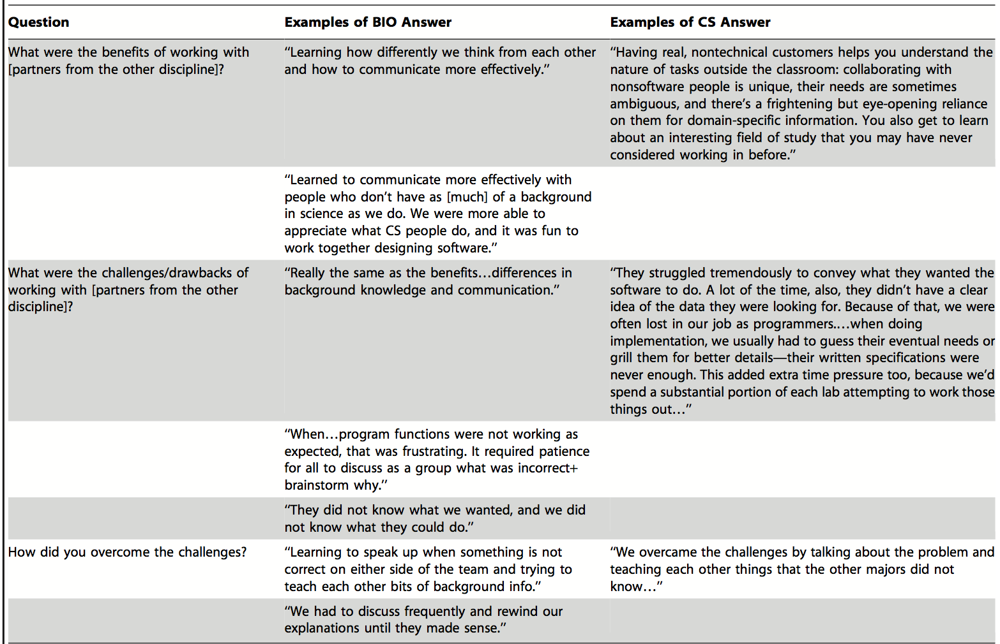 Question
Examples of BIO Answer
Examples of CS Answer
What were the benefits of working with
[partners from the other discipline]?
“Learning how differently we think from each other
and how to communicate more effectively.”
“Having real, nontechnical customers helps you understand the
nature of tasks outside the classroom: collaborating with
nonsoftware people is unique, their needs are sometimes
ambiguous, and there’s a frightening but eye-opening reliance
on them for domain-specific information. You also get to learn
about an interesting field of study that you may have never
considered working in before.”
“Learned to communicate more effectively with
people who don’t have as [much] of a background
in science as we do. We were more able to
appreciate what CS people do, and it was fun to
work together designing software.”
What were the challenges/drawbacks of
working with [partners from the other
discipline]?
“Really the same as the benefits…differences in
background knowledge and communication.”
“They struggled tremendously to convey what they wanted the
software to do. A lot of the time, also, they didn’t have a clear
idea of the data they were looking for. Because of that, we were
often lost in our job as programmers.…when doing
implementation, we usually had to guess their eventual needs or
grill them for better details—their written specifications were
never enough. This added extra time pressure too, because we’d
spend a substantial portion of each lab attempting to work those
things out…”
“When…program functions were not working as
expected, that was frustrating. It required patience
for all to discuss as a group what was incorrect+
brainstorm why.”
“They did not know what we wanted, and we did
not know what they could do.”
How did you overcome the challenges?
“Learning to speak up when something is not
correct on either side of the team and trying to
teach each other bits of background info.”
“We overcame the challenges by talking about the problem and
teaching each other things that the other majors did not
know…”
“We had to discuss frequently and rewind our
explanations until they made sense.”